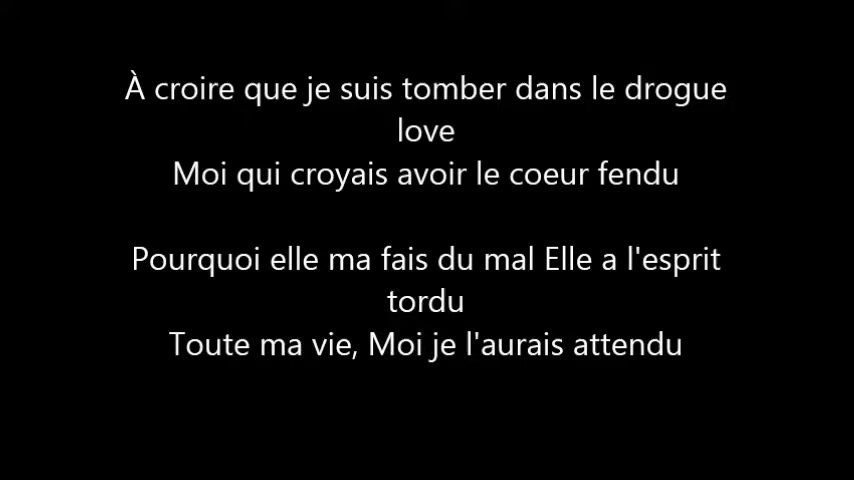 À croire que je suis tomber dans le drogue
love
Moi qui croyais avoir le coeur fendu
Pourquoi elle ma fais du mal Elle a l'esprit
tordu
Toute ma vie, Moi je l'aurais attendu